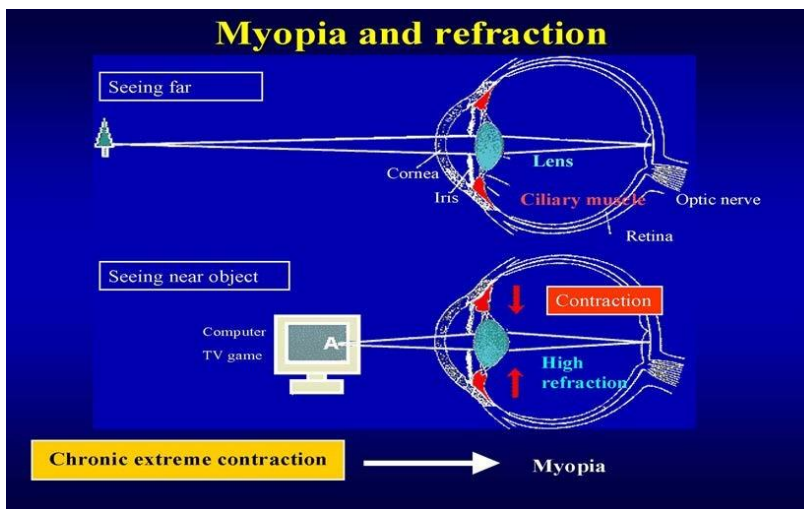 Myopia and refraction
Seeing far
Cornea
Iris
Lens
Ciliary muscle
Optic nerve
Retina
Seeing near object
Computer
TV game
A
Contraction
High
refraction
Chronic extreme contraction
Myopia